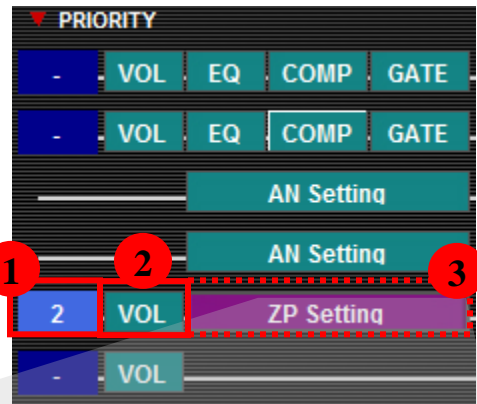 ▼ PRIORITY
- VOL EQ COMP GATE
- VOL EQ COMP GATE
AN Setting
AN Setting
1 2 3
2 VOL ZP Setting
- VOL